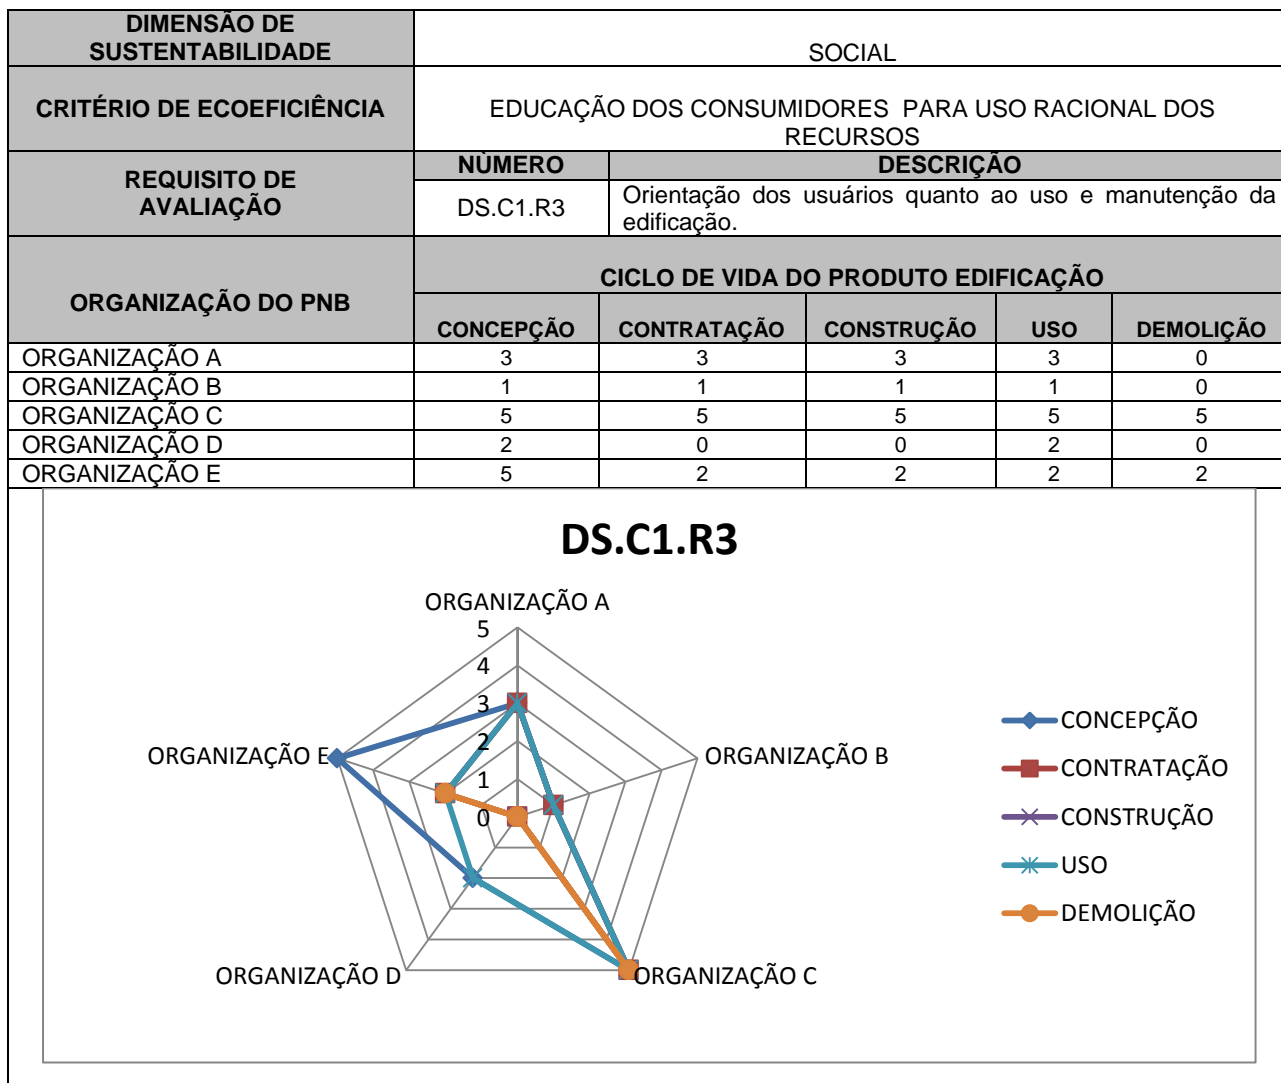 DIMENSÃO DE
SUSTENTABILIDADE
SOCIAL
CRITÉRIO DE ECOEFICIÊNCIA
EDUCAÇÃO DOS CONSUMIDORES PARA USO RACIONAL DOS
RECURSOS
REQUISITO DE
AVALIAÇÃO
NÙMERO
DESCRIÇÃO
DS.C1.R3
Orientação dos usuários quanto ao uso e manutenção da
edificação.
ORGANIZAÇÃO DO PNB
CICLO DE VIDA DO PRODUTO EDIFICAÇÃO
CONCEPÇÃO CONTRATAÇÃO CONSTRUÇÃO USO DEMOLIÇÃO
ORGANIZAÇÃO A 3 3 3 3 0
ORGANIZAÇÃO B 1 1 1 1 0
ORGANIZAÇÃO C 5 5 5 5 5
ORGANIZAÇÃO D 2 0 0 2 0
ORGANIZAÇÃO E 5 2 2 2 2
DS.C1.R3
ORGANIZAÇÃO A
5
4
3
2
1
0
ORGANIZAÇÃO B
ORGANIZAÇÃO C
ORGANIZAÇÃO D
ORGANIZAÇÃO E
CONCEPÇÃO
CONTRATAÇÃO
CONSTRUÇÃO
USO
DEMOLIÇÃO